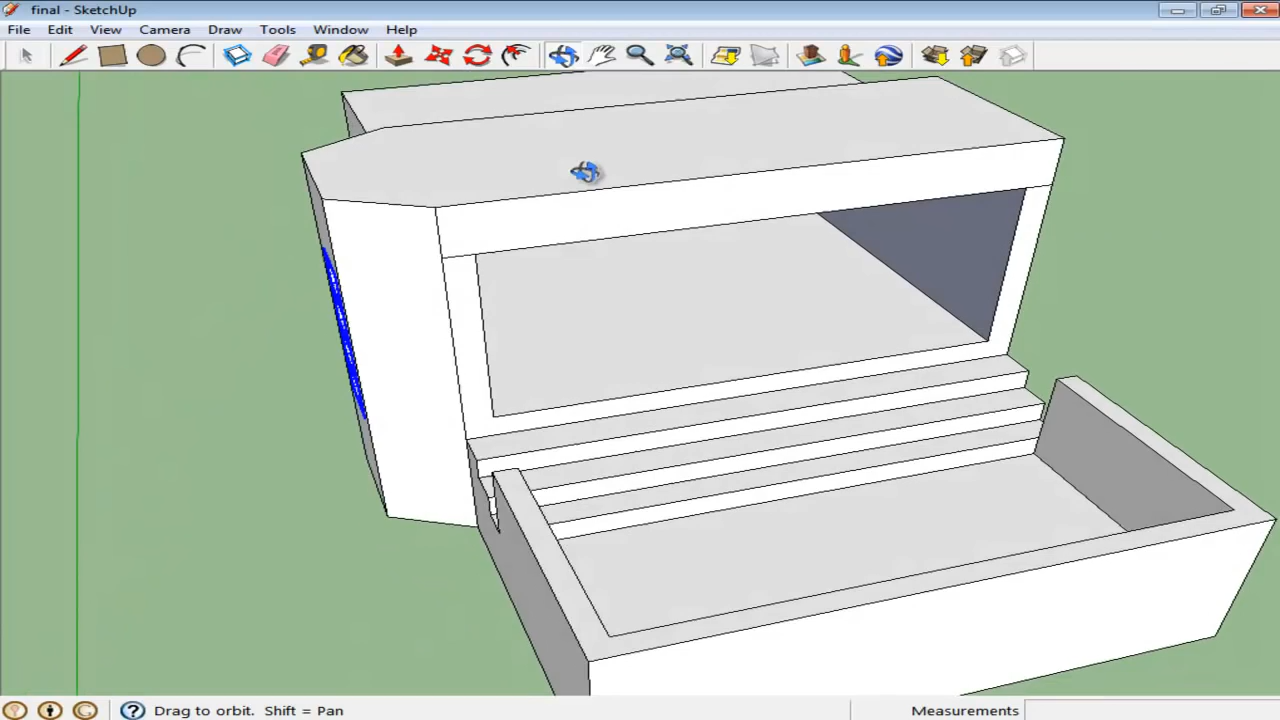 final - SketchUp
File Edit View Camera Draw Tools Window Help
Drag to orbit. Shift = Pan Measurements